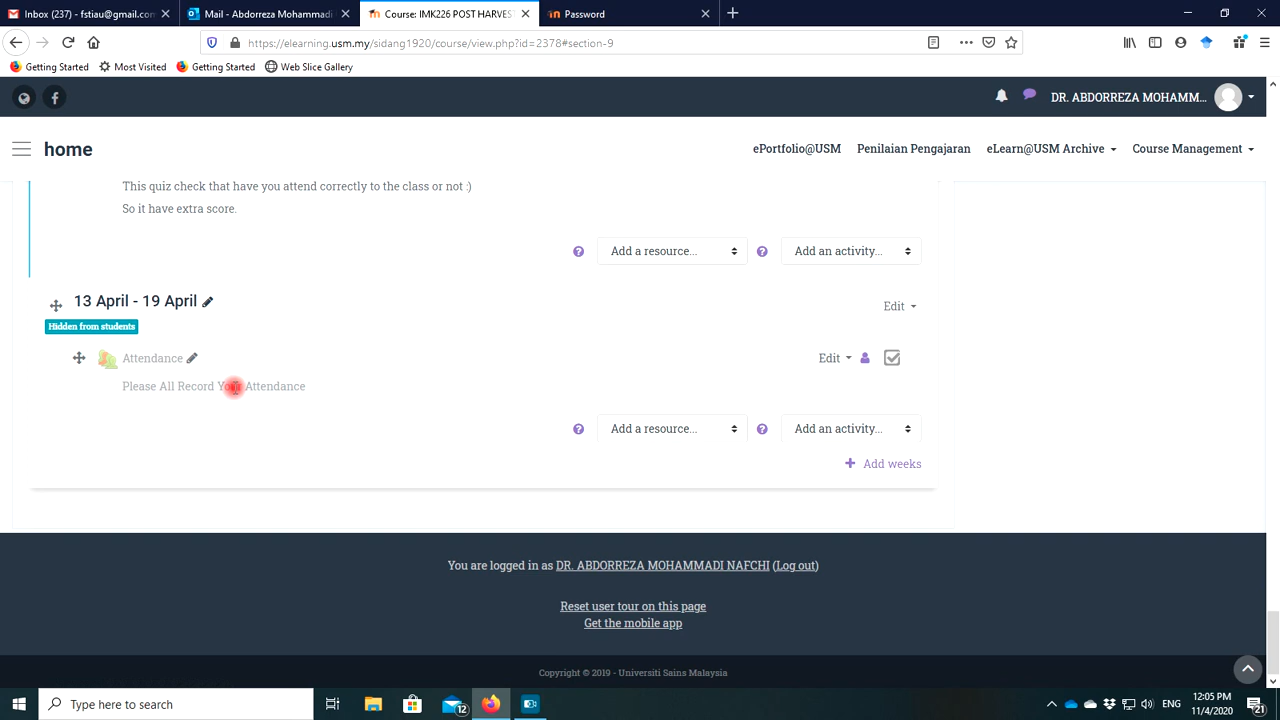 Inbox (237) - fstiau@gmail.com
Mail - Abdorreza Mohammadi
Course: IMK226 POST HARVEST
Password
https://elearning.usm.my/sidang1920/course/view.php?id=2378#section-9
Getting Started
Most Visited
Getting Started
Web Slice Gallery
DR. ABDORREZA MOHAMM...
home
ePortfolio@USM
Penilaian Pengajaran
eLearn@USM Archive
Course Management
This quiz check that have you attend correctly to the class or not :)
So it have extra score.
Add a resource...
Add an activity...
13 April - 19 April
Edit
Hidden from students
Attendance
Edit
Please All Record Your Attendance
Add a resource...
Add an activity...
Add weeks
You are logged in as DR. ABDORREZA MOHAMMADI NAFCHI (Log out)
Reset user tour on this page
Get the mobile app
Copyright © 2019 - Universiti Sains Malaysia
Type here to search
12
ENG
12:05 PM
11/4/2020
21